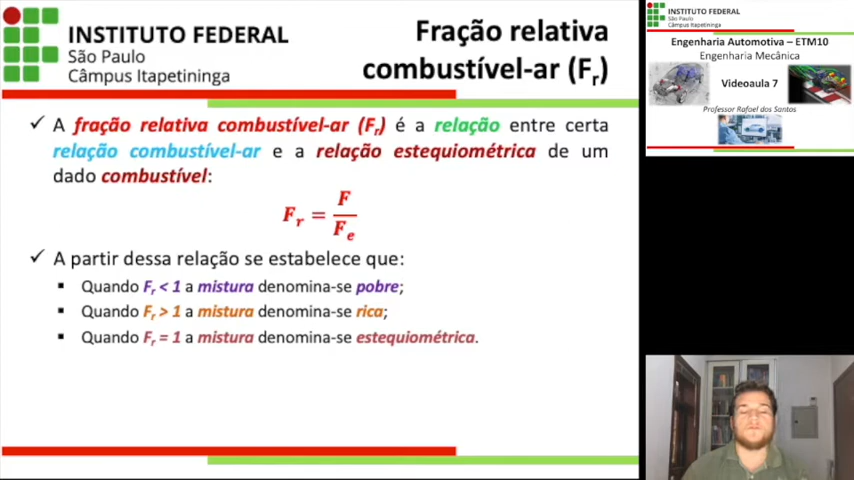 INSTITUTO FEDERAL
São Paulo
Câmpus Itapetininga
Fração relativa
combustível-ar (Fr)
✓ A fração relativa combustível-ar (Fr) é a relação entre certa
relação combustível-ar e a relação estequiométrica de um
dado combustível:
Fr = F / Fe
✓ A partir dessa relação se estabelece que:
▪ Quando Fr < 1 a mistura denomina-se pobre;
▪ Quando Fr > 1 a mistura denomina-se rica;
▪ Quando Fr = 1 a mistura denomina-se estequiométrica.
INSTITUTO FEDERAL
São Paulo
Câmpus Itapetininga
Engenharia Automotiva – ETM10
Engenharia Mecânica
Videoaula 7
Professor Rafael dos Santos